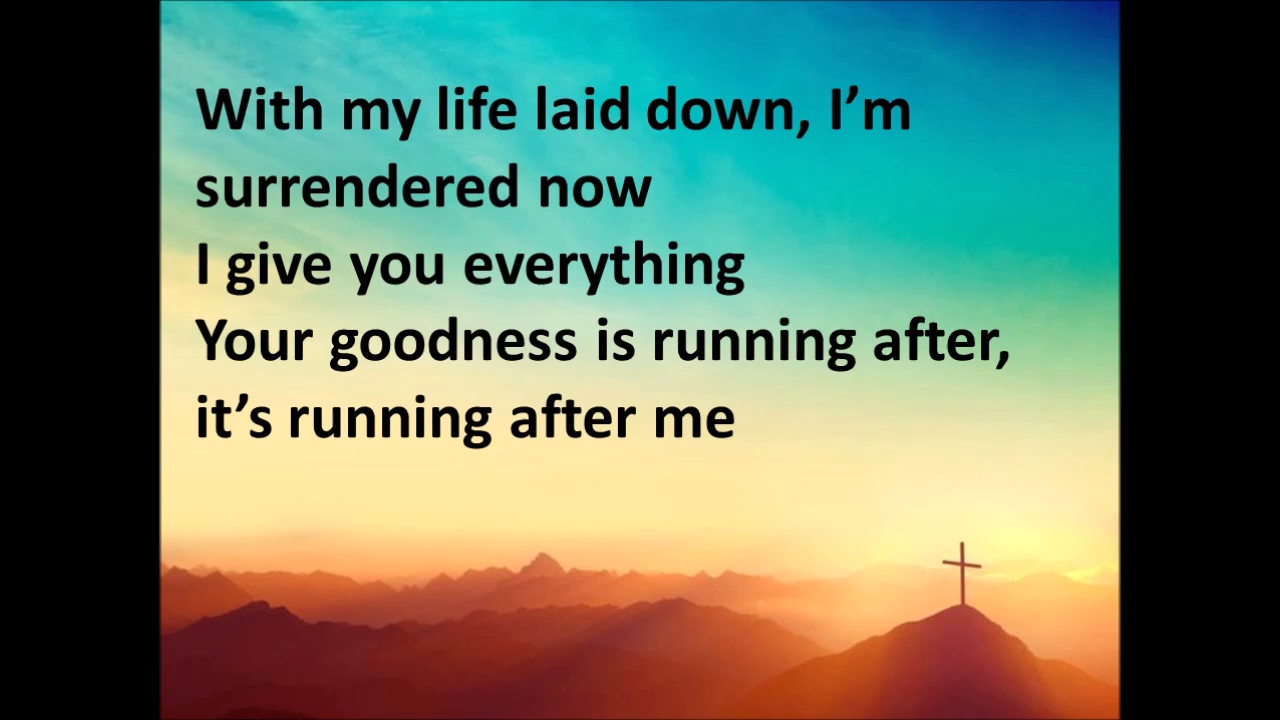 With my life laid down, I’m
surrendered now
I give you everything
Your goodness is running after,
it’s running after me